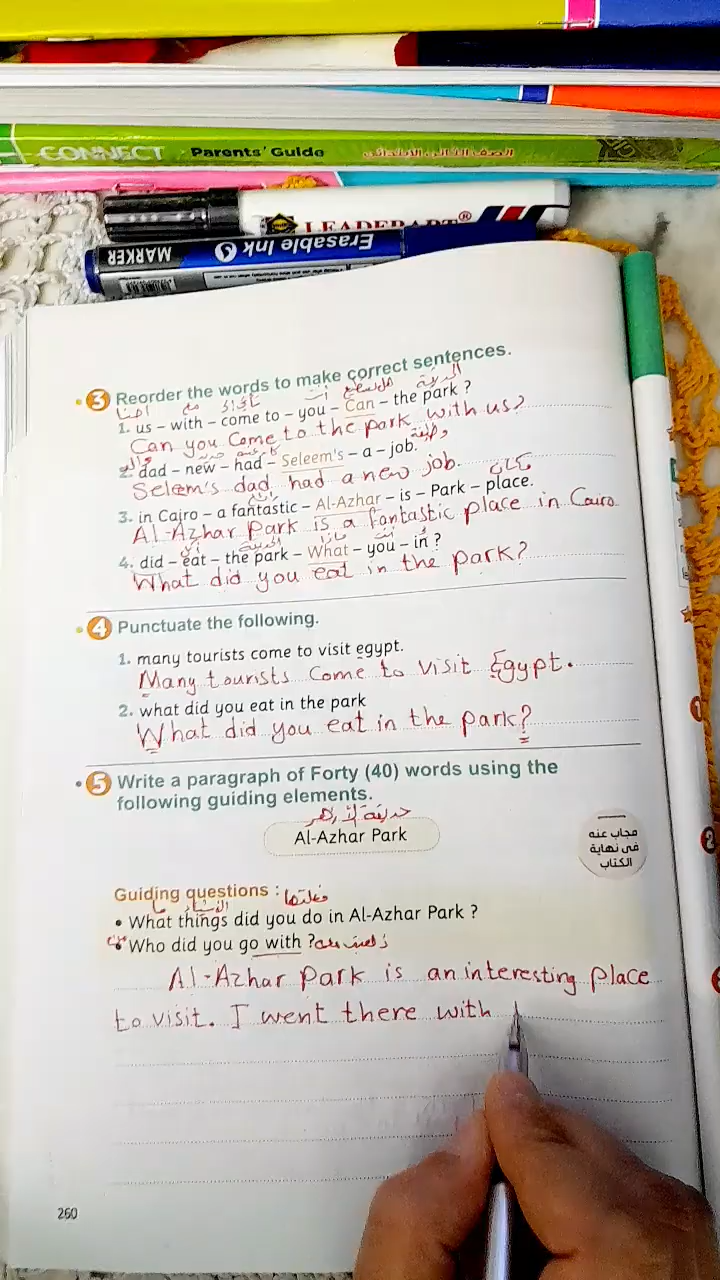 CONNECT Parents' Guide الصف الثانى الابتدائى
LEADERART®
MARKER Erasable Ink
3 Reorder the words to make correct sentences.
1. us – with – come to – you – Can – the park ?
Can you Come to the park with us?
2. dad – new – had – Seleem's – a – job.
Seleem's dad had a new job.
3. in Cairo – a fantastic – Al-Azhar – is – Park – place.
Al-Azhar park is a fantastic place in Cairo
4. did – eat – the park – What – you – in ?
What did you eat in the park?
4 Punctuate the following.
1. many tourists come to visit egypt.
Many tourists Come to visit Egypt.
2. what did you eat in the park
What did you eat in the park?
5 Write a paragraph of Forty (40) words using the
following guiding elements.
حديقة الأزهر
Al-Azhar Park
مجاب عنه
فى نهاية
الكتاب
Guiding questions :
• What things did you do in Al-Azhar Park ?
• Who did you go with ?
Al-Azhar park is an interesting place
to visit. I went there with
260